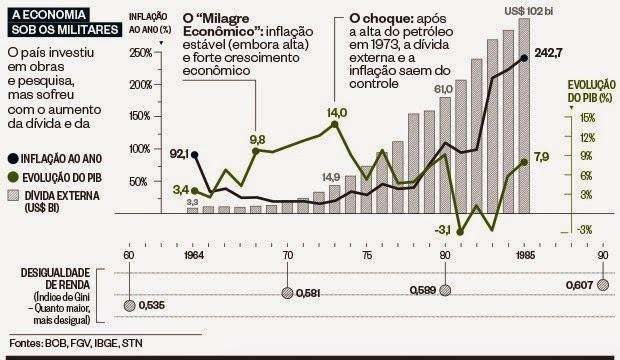 A ECONOMIA
SOB OS MILITARES
O país investiu
em obras
e pesquisa,
mas sofreu
com o aumento
da dívida e da
INFLAÇÃO AO ANO
EVOLUÇÃO DO PIB
DÍVIDA EXTERNA
(US$ BI)
INFLAÇÃO
AO ANO (%)
250%
200%
150%
100%
50%
O “Milagre
Econômico”: inflação
estável (embora alta)
e forte crescimento
econômico
O choque: após
a alta do petróleo
em 1973, a dívida
externa e a
inflação saem do
controle
US$ 102 bi
242,7
EVOLUÇÃO
DO PIB (%)
15%
12%
9%
6%
3%
-3%
92,1
3,4
3,3
9,8
14,0
14,9
61,0
-3,1
7,9
1964 70 75 80 1985
60 90
DESIGUALDADE
DE RENDA
(Índice de Gini
– Quanto maior,
mais desigual)
0,535
0,581
0,589
0,607
Fontes: BOB, FGV, IBGE, STN